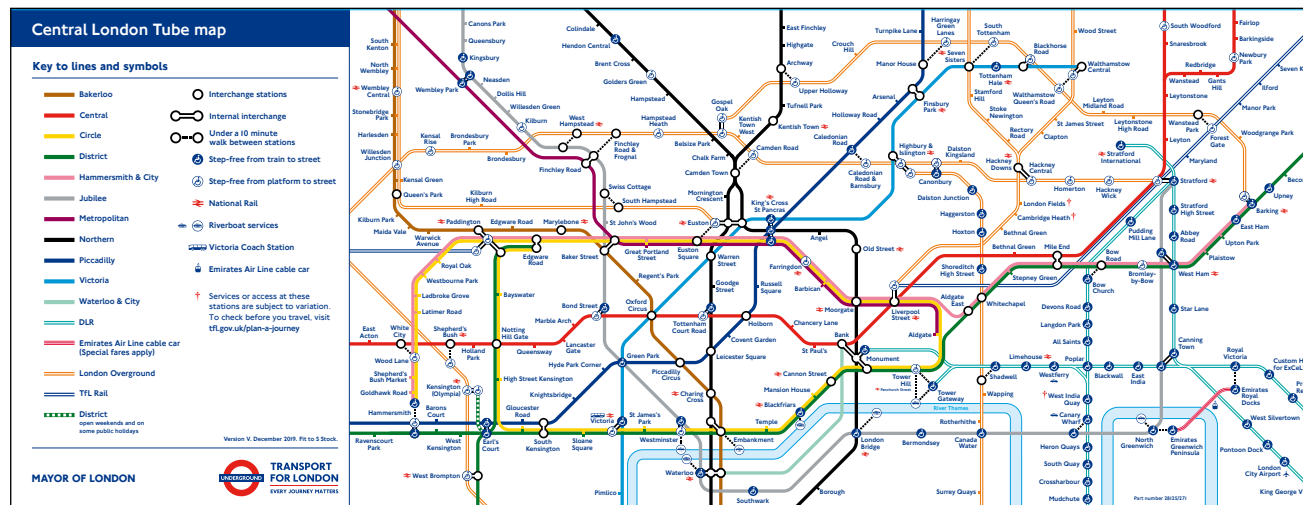 Central London Tube map
Key to lines and symbols
Bakerloo
Central
Circle
District
Hammersmith & City
Jubilee
Metropolitan
Northern
Piccadilly
Victoria
Waterloo & City
DLR
Emirates Air Line cable car
(Special fares apply)
London Overground
TfL Rail
District
open weekends and on
some public holidays
Interchange stations
Internal interchange
Under a 10 minute
walk between stations
Step-free from train to street
Step-free from platform to street
National Rail
Riverboat services
Victoria Coach Station
Emirates Air Line cable car
† Services or access at these
stations are subject to variation.
To check before you travel, visit
tfl.gov.uk/plan-a-journey
Version V. December 2019. Fit to 5 Stock.
MAYOR OF LONDON
UNDERGROUND
TRANSPORT
FOR LONDON
EVERY JOURNEY MATTERS
South
Kenton
North
Wembley
Wembley
Central
Stonebridge
Park
Harlesden
Willesden
Junction
Kensal Green
Queen's Park
Kilburn Park
Maida Vale
Warwick
Avenue
Canons Park
Queensbury
Kingsbury
Neasden
Wembley Park
Dollis Hill
Willesden Green
Kilburn
West
Hampstead
Finchley
Road &
Frognal
Kensal
Rise
Brondesbury
Park
Brondesbury
Finchley Road
Swiss Cottage
South Hampstead
Kilburn
High Road
St John's Wood
Colindale
Hendon Central
Brent Cross
Golders Green
Hampstead
Hampstead
Heath
Belsize Park
Chalk Farm
Camden Town
Mornington
Crescent
East Finchley
Highgate
Archway
Crouch
Hill
Upper Holloway
Gospel
Oak
Tufnell Park
Kentish
Town
West
Kentish Town
Camden Road
Turnpike Lane
Harringay
Green
Lanes
South
Tottenham
Manor House
Seven
Sisters
Tottenham
Hale
Blackhorse
Road
Wood Street
Walthamstow
Central
Arsenal
Finsbury
Park
Holloway Road
Caledonian
Road
Caledonian
Road &
Barnsbury
Highbury &
Islington
Canonbury
Dalston
Kingsland
Dalston Junction
Haggerston
Hoxton
Stamford
Hill
Stoke
Newington
Rectory
Road
Clapton
St James Street
Walthamstow
Queen's Road
Leyton
Midland Road
Leytonstone
High Road
Hackney
Downs
Hackney
Central
Homerton
Hackney
Wick
London Fields †
Cambridge Heath †
Bethnal Green
South Woodford
Snaresbrook
Fairlop
Barkingside
Newbury
Park
Redbridge
Wanstead
Gants
Hill
Leytonstone
Seven K
Ilford
Manor Park
Wanstead
Park
Forest
Gate
Woodgrange Park
Leyton
Maryland
† Stratford
International
Stratford
Stratford
High Street
Abbey
Road
Pudding
Mill Lane
Beco
Upney
Barking
East Ham
Upton Park
Plaistow
West Ham
Paddington
Edgware Road
Marylebone
Edgware
Road
Baker Street
Great Portland
Street
Euston
Square
Euston
King's Cross
St Pancras
Angel
Old Street
Warren
Street
Regent's Park
Goodge
Street
Russell
Square
Farringdon
Barbican
Moorgate
Liverpool
Street
Aldgate
East
Whitechapel
Aldgate
Shoreditch
High Street
Bethnal Green
Mile End
Stepney Green
Bow
Road
Bow
Church
Bromley-
by-Bow
Devons Road
Langdon Park
All Saints
Star Lane
Royal Oak
Westbourne Park
Ladbroke Grove
Latimer Road
Bayswater
Notting
Hill Gate
East
Acton
White
City
Shepherd's
Bush
Holland
Park
Wood Lane
Shepherd's
Bush Market
Goldhawk Road
Hammersmith
Kensington
(Olympia)
High Street Kensington
Queensway
Lancaster
Gate
Marble Arch
Bond Street
Oxford
Circus
Tottenham
Court Road
Holborn
Chancery Lane
St Paul's
Bank
Covent Garden
Leicester Square
Green Park
Hyde Park Corner
Knightsbridge
Piccadilly
Circus
Charing
Cross
Ravenscourt
Park
Barons
Court
West
Kensington
Earl's
Court
Gloucester
Road
South
Kensington
Sloane
Square
Victoria
St James's
Park
Westminster
Embankment
Temple
Blackfriars
Mansion House
Cannon Street
Monument
Tower
Hill
Fenchurch Street
Tower
Gateway
River Thames
West Brompton
Pimlico
Waterloo
Southwark
London
Bridge
Borough
Bermondsey
Canada
Water
Rotherhithe
Wapping
Shadwell
Surrey Quays
Limehouse
Westferry
Poplar
Blackwall
East
India
Canning
Town
† West India
Quay
Canary
Wharf
Heron Quays
South Quay
Crossharbour
Mudchute
North
Greenwich
Emirates
Greenwich
Peninsula
Emirates
Royal
Docks
Royal
Victoria
Custom H
for ExCeL
West Silvertown
Pontoon Dock
London
City Airport
King George V
Part number 28(25/27)